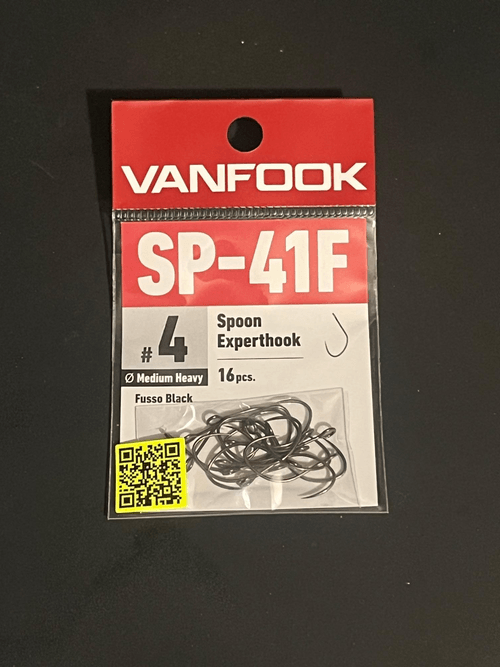 VANFOOK
SP-41F
#4
Spoon
Experthook
Ø Medium Heavy
16pcs.
Fusso Black